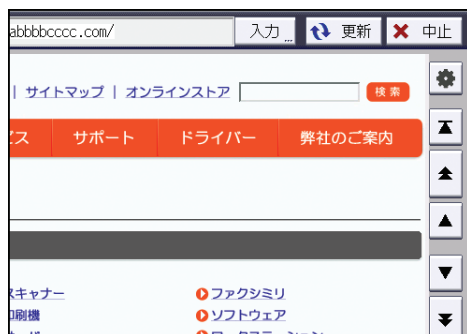 abbbbcccc.com/ 入力 更新 中止
| サイトマップ | オンラインストア 検索
ビス サポート ドライバー 弊社のご案内
スキャナー ファクシミリ
印刷機 ソフトウェア